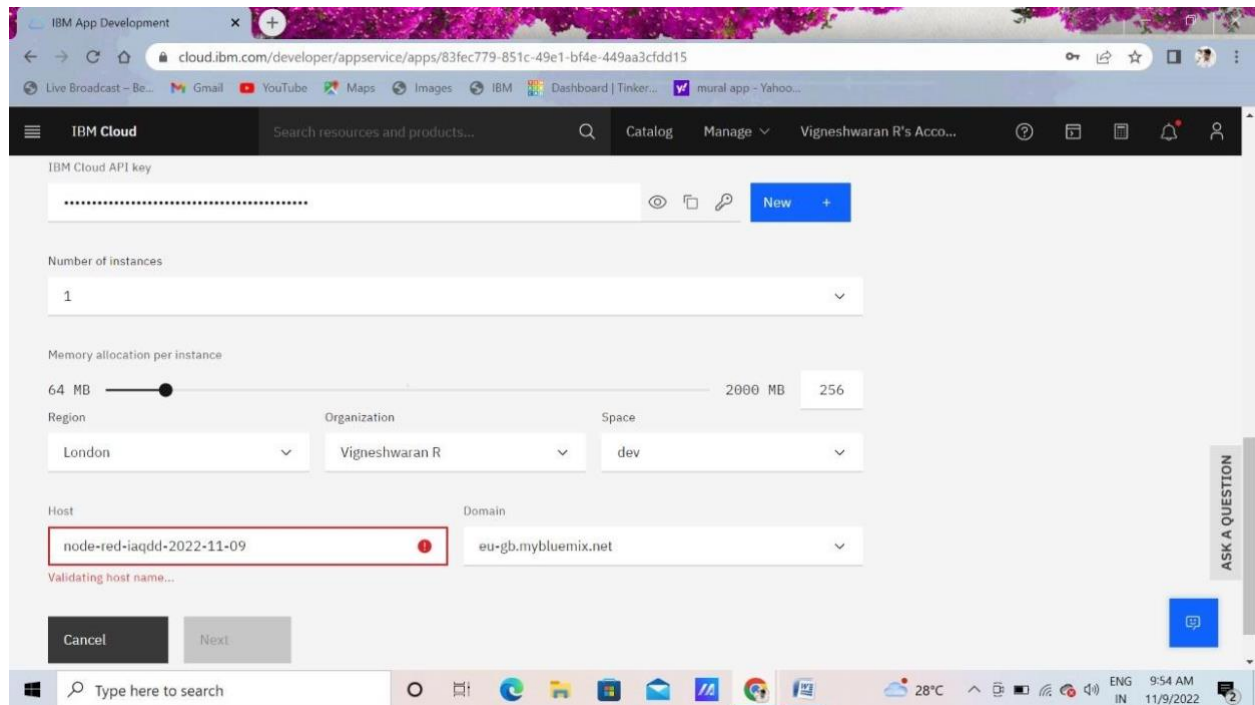 IBM App Development
cloud.ibm.com/developer/appservice/apps/83fec779-851c-49e1-bf4e-449aa3cfdd15
Live Broadcast – Be... Gmail YouTube Maps Images IBM Dashboard | Tinker... mural app - Yahoo...
IBM Cloud Search resources and products... Catalog Manage Vigneshwaran R's Acco...
IBM Cloud API key
New +
Number of instances
1
Memory allocation per instance
64 MB 2000 MB 256
Region Organization Space
London Vigneshwaran R dev
Host Domain
node-red-iaqdd-2022-11-09 eu-gb.mybluemix.net
Validating host name...
ASK A QUESTION
Cancel Next
Type here to search 28°C ENG 9:54 AM
IN 11/9/2022 2